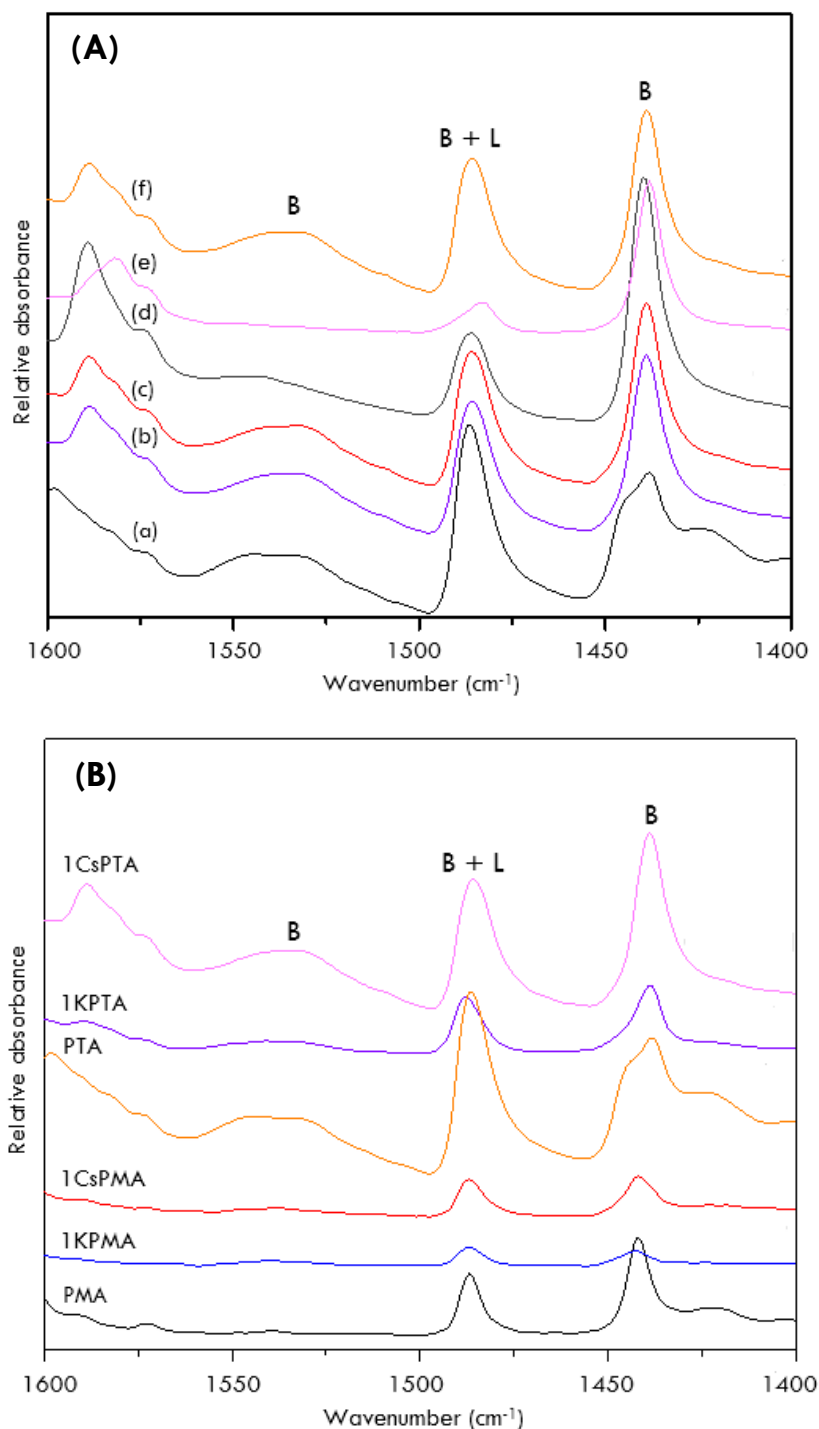 (A)
B
B + L
(f)
B
(e)
(d)
(c)
(b)
(a)
Relative absorbance
1600 1550 1500 1450 1400
Wavenumber (cm-1)
(B)
B
1CsPTA
B + L
B
1KPTA
PTA
1CsPMA
1KPMA
PMA
Relative absorbance
1600 1550 1500 1450 1400
Wavenumber (cm-1)